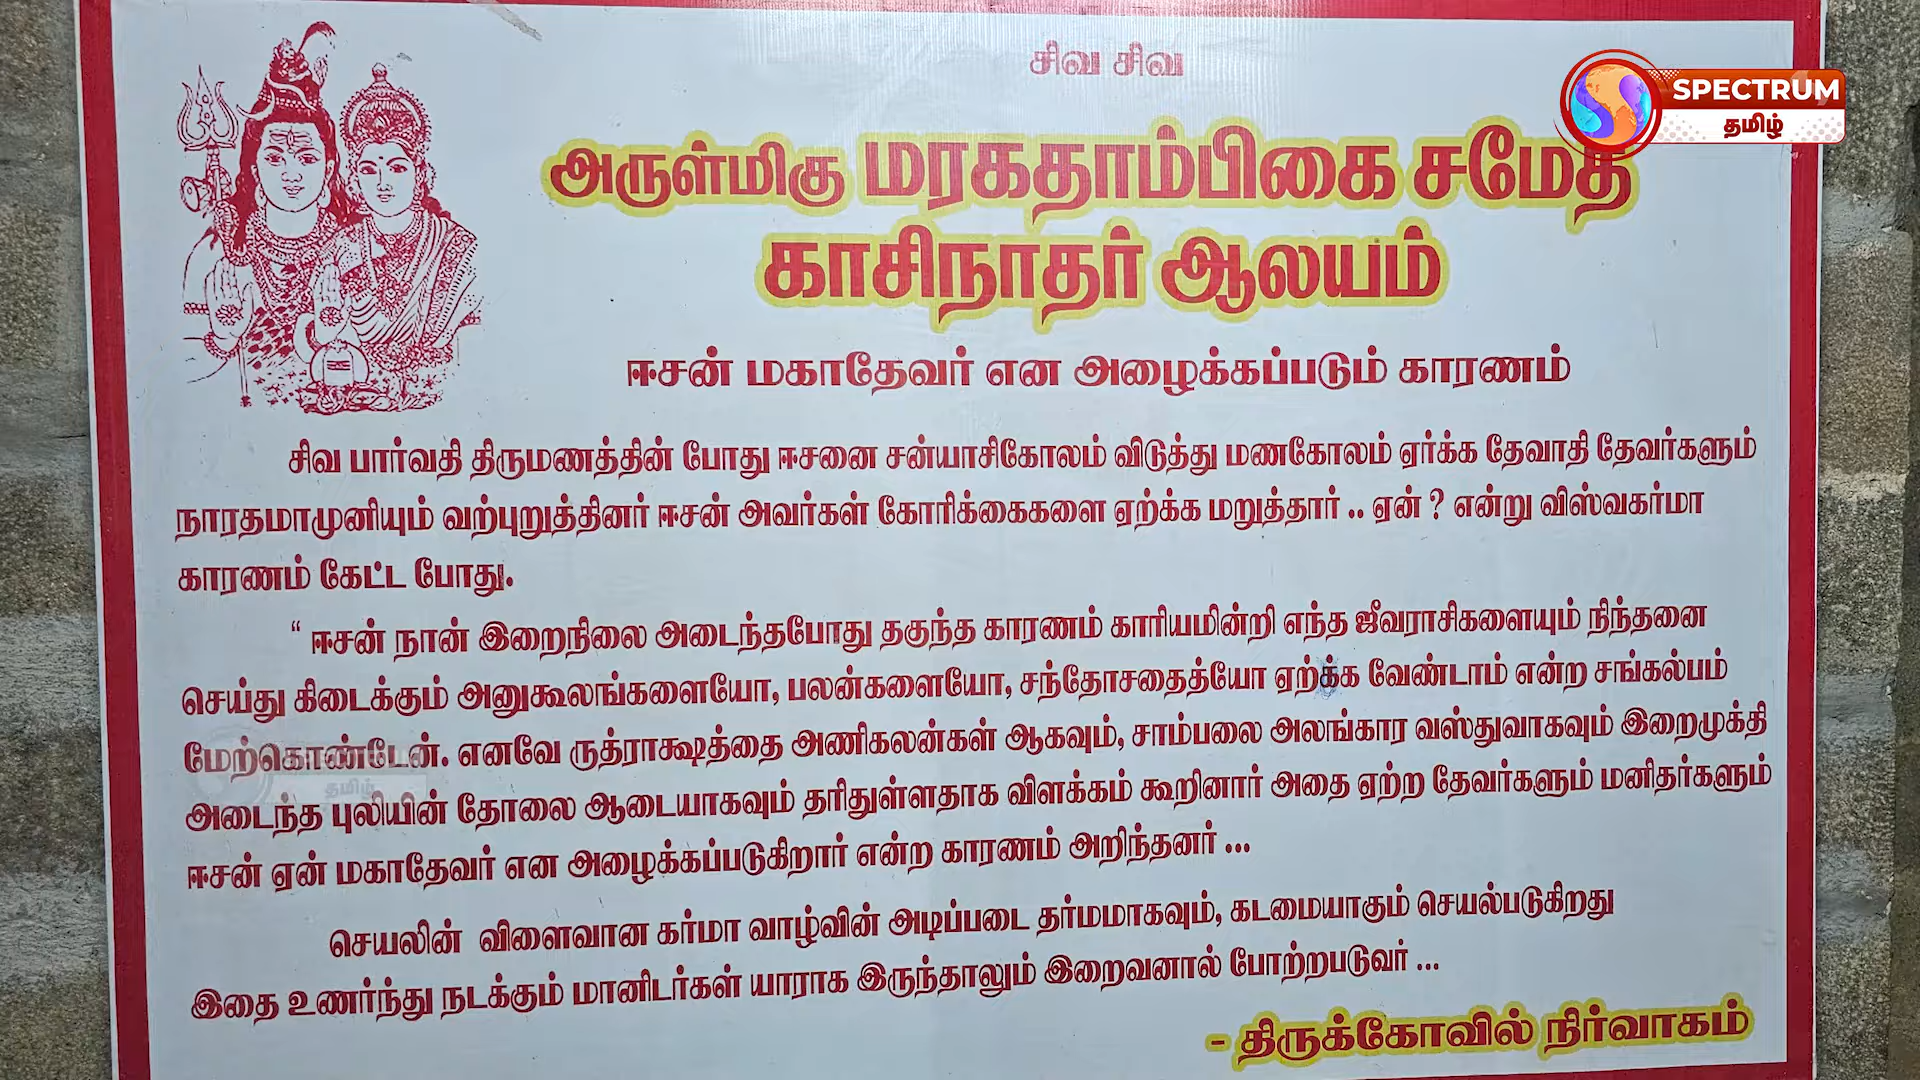 சிவ சிவ
SPECTRUM
தமிழ்
அருள்மிகு மரகதாம்பிகை சமேத
காசிநாதர் ஆலயம்
ஈசன் மகாதேவர் என அழைக்கப்படும் காரணம்
சிவ பார்வதி திருமணத்தின் போது ஈசனை சன்யாசிகோலம் விடுத்து மணகோலம் ஏர்க்க தேவாதி தேவர்களும்
நாரதமாமுனியும் வற்புறுத்தினர் ஈசன் அவர்கள் கோரிக்கைகளை ஏற்க்க மறுத்தார் .. ஏன் ? என்று விஸ்வகர்மா
காரணம் கேட்ட போது.
“ ஈசன் நான் இறைநிலை அடைந்தபோது தகுந்த காரணம் காரியமின்றி எந்த ஜீவராசிகளையும் நிந்தனை
செய்து கிடைக்கும் அனுகூலங்களையோ, பலன்களையோ, சந்தோசதைத்யோ ஏற்க்க வேண்டாம் என்ற சங்கல்பம்
மேற்கொண்டேன். எனவே ருத்ராக்ஷத்தை அணிகலன்கள் ஆகவும், சாம்பலை அலங்கார வஸ்துவாகவும் இறைமுக்தி
அடைந்த புலியின் தோலை ஆடையாகவும் தரிதுள்ளதாக விளக்கம் கூறினார் அதை ஏற்ற தேவர்களும் மனிதர்களும்
ஈசன் ஏன் மகாதேவர் என அழைக்கப்படுகிறார் என்ற காரணம் அறிந்தனர் ...
செயலின் விளைவான கர்மா வாழ்வின் அடிப்படை தர்மமாகவும், கடமையாகும் செயல்படுகிறது
இதை உணர்ந்து நடக்கும் மானிடர்கள் யாராக இருந்தாலும் இறைவனால் போற்றபடுவர் ...
- திருக்கோவில் நிர்வாகம்
தமிழ்